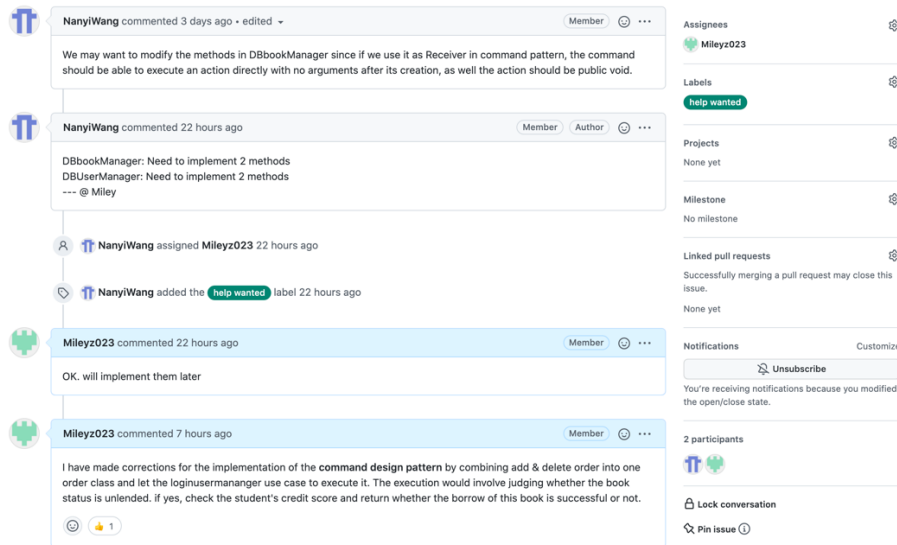 NanyiWang commented 3 days ago • edited
Member
We may want to modify the methods in DBbookManager since if we use it as Receiver in command pattern, the command
should be able to execute an action directly with no arguments after its creation, as well the action should be public void.
NanyiWang commented 22 hours ago
Member
Author
DBbookManager: Need to implement 2 methods
DBUserManager: Need to implement 2 methods
--- @ Miley
NanyiWang assigned Mileyz023 22 hours ago
NanyiWang added the help wanted label 22 hours ago
Mileyz023 commented 22 hours ago
Member
OK. will implement them later
Mileyz023 commented 7 hours ago
Member
I have made corrections for the implementation of the command design pattern by combining add & delete order into one
order class and let the loginusermananger use case to execute it. The execution would involve judging whether the book
status is unlended. if yes, check the student's credit score and return whether the borrow of this book is successful or not.
👍 1
Assignees
Mileyz023
Labels
help wanted
Projects
None yet
Milestone
No milestone
Linked pull requests
Successfully merging a pull request may close this
issue.
None yet
Notifications
Customize
Unsubscribe
You're receiving notifications because you modified
the open/close state.
2 participants
Lock conversation
Pin issue